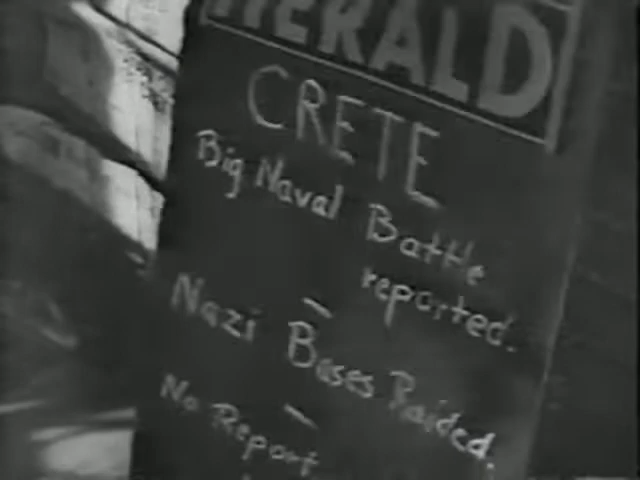 HERALD
CRETE
Big Naval Battle
reported.
–
Nazi Bases Raided.
–
No Report